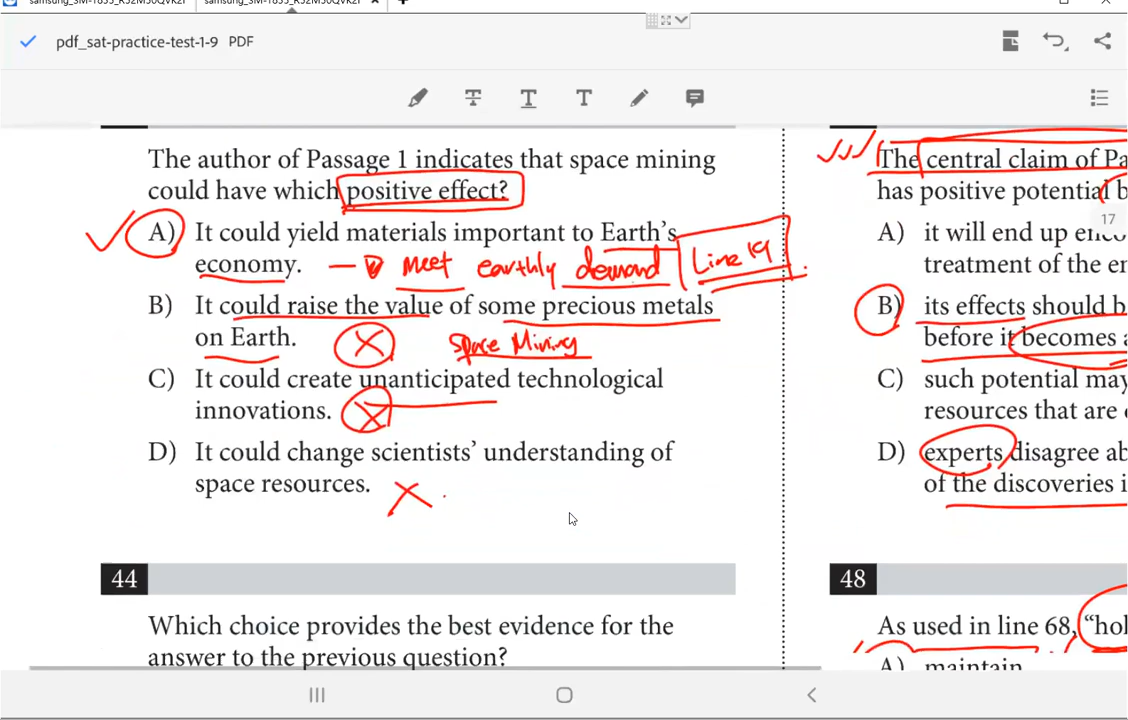 samsung_SM-T835_R52M50QVKZF
samsung_SM-T835_R52M50QVKZF
pdf_sat-practice-test-1-9 PDF
The author of Passage 1 indicates that space mining
could have which positive effect?
A) It could yield materials important to Earth's
economy. — meet earthly demand Line 19
B) It could raise the value of some precious metals
on Earth. Space Mining
C) It could create unanticipated technological
innovations.
D) It could change scientists' understanding of
space resources.
44
Which choice provides the best evidence for the
answer to the previous question?
The central claim of Pa
has positive potential b
17
A) it will end up enco
treatment of the en
B) its effects should b
before it becomes a
C) such potential may
resources that are
D) experts disagree ab
of the discoveries i
48
As used in line 68, "hol
A) maintain